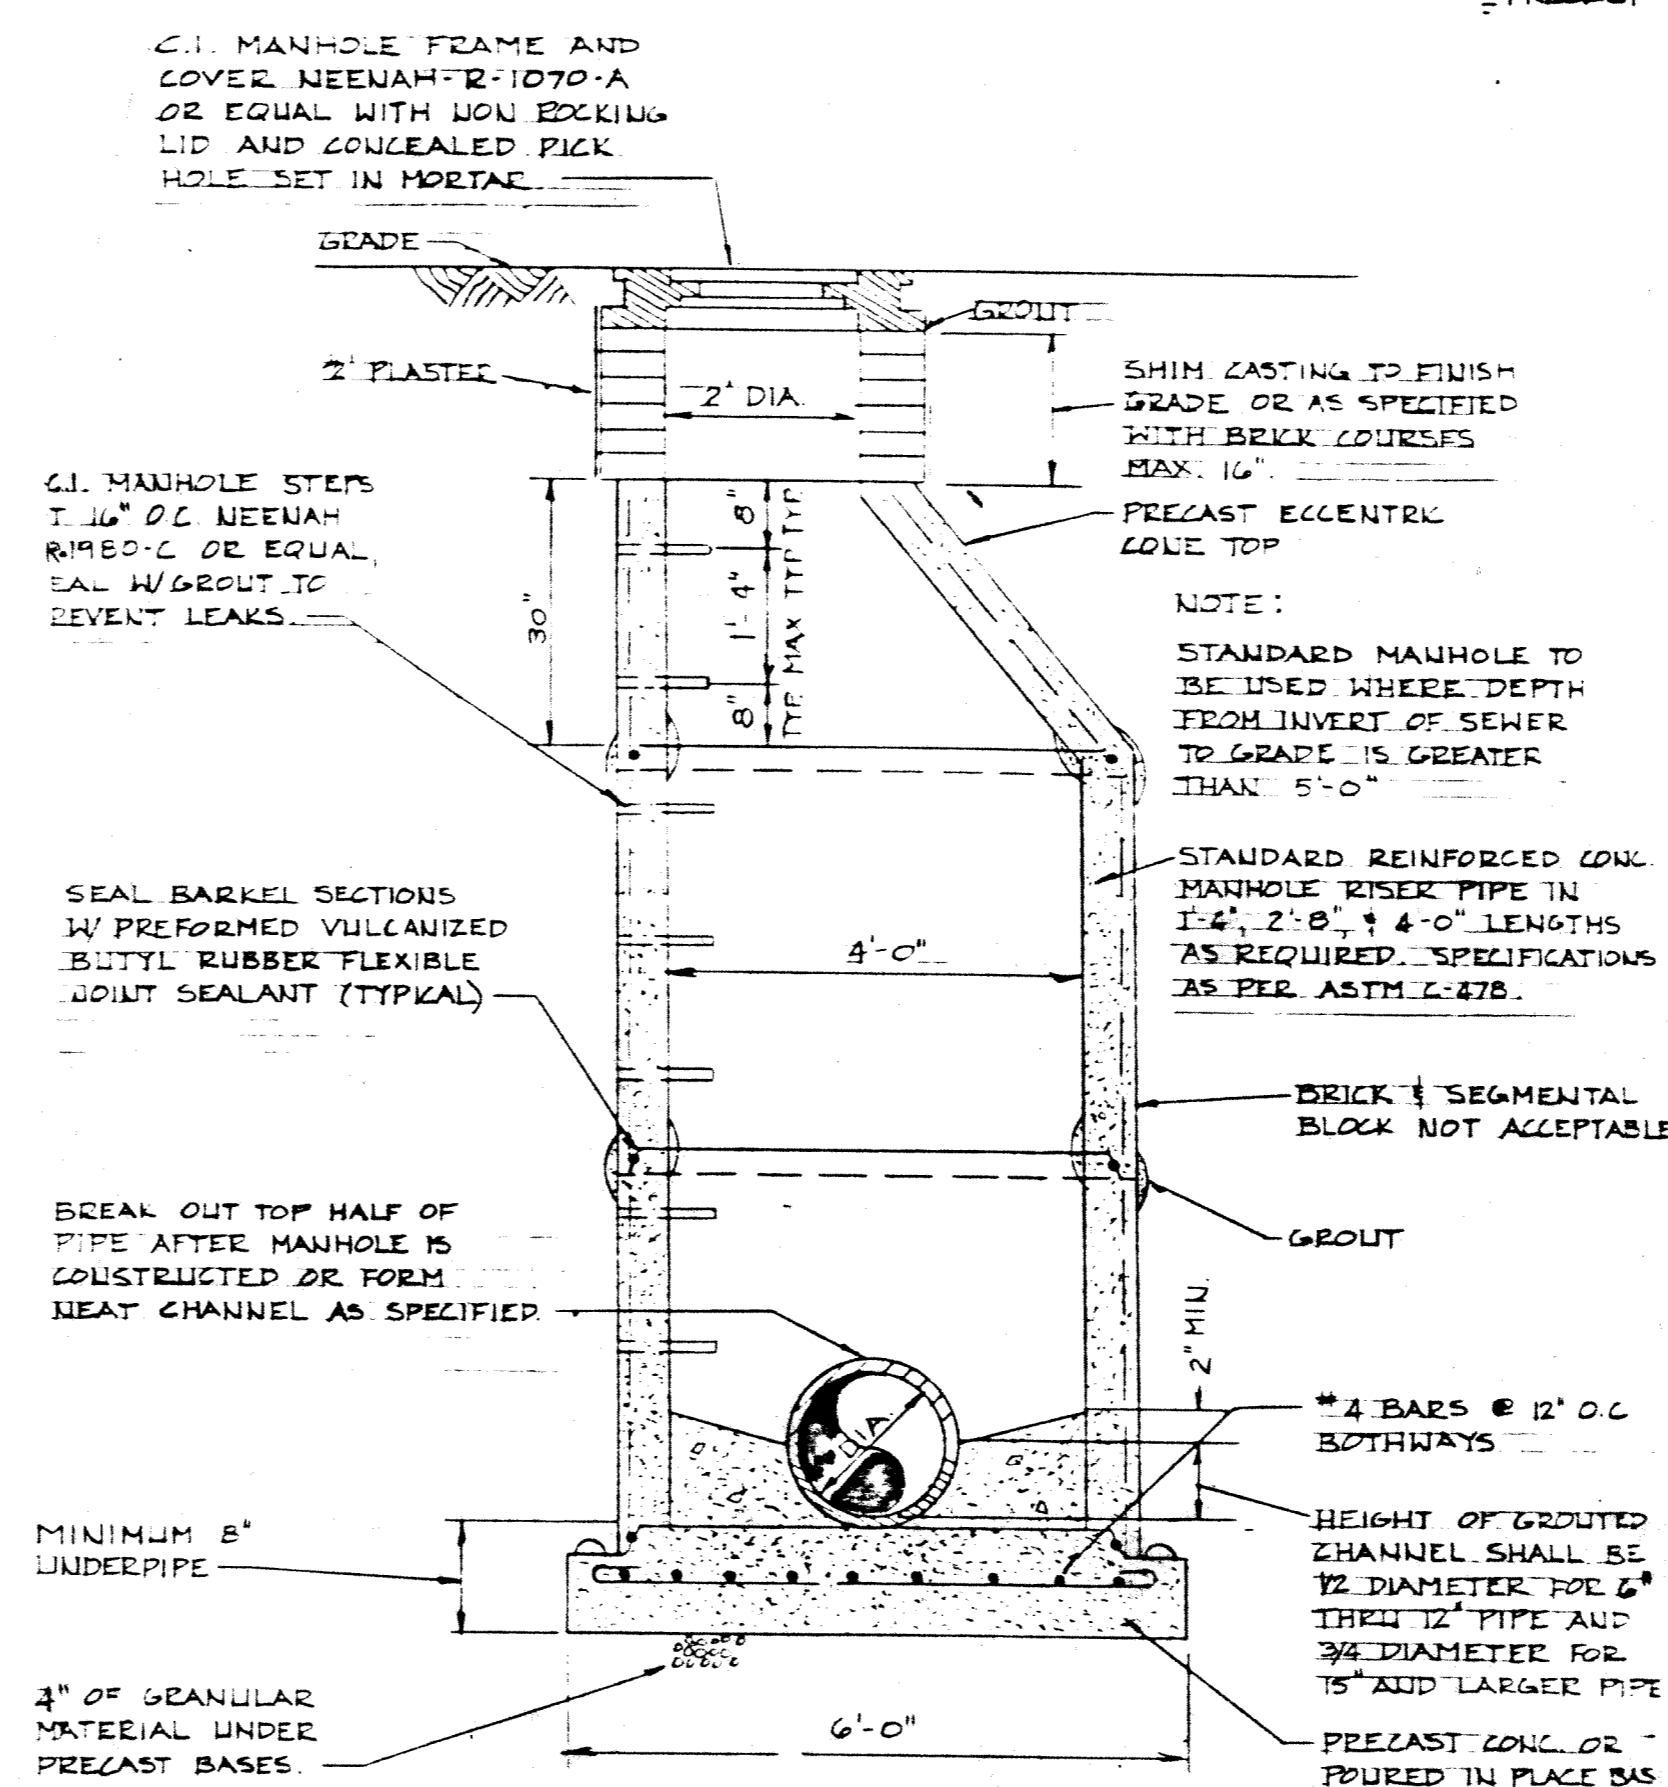 C.I. MANHOLE FRAME AND
COVER NEENAH-R-1070-A
OR EQUAL WITH NON ROCKING
LID AND CONCEALED PICK
HOLE SET IN MORTAR
GRADE
GROUT
2" PLASTER
2' DIA.
SHIM CASTING TO FINISH
GRADE OR AS SPECIFIED
WITH BRICK COURSES
MAX. 16".
C.I. MANHOLE STEPS
16" O.C. NEENAH
R-1980-C OR EQUAL,
EAL W/GROUT TO
REVENT LEAKS.
30"
8" TYP.
1'-4" MAX TYP
8" TYP.
PRECAST ECCENTRIC
CONE TOP
NOTE:
STANDARD MANHOLE TO
BE USED WHERE DEPTH
FROM INVERT OF SEWER
TO GRADE IS GREATER
THAN 5'-0"
SEAL BARREL SECTIONS
W/ PREFORMED VULCANIZED
BUTYL RUBBER FLEXIBLE
JOINT SEALANT (TYPICAL)
4'-0"
STANDARD REINFORCED CONC.
MANHOLE RISER PIPE IN
1'-4", 2'-8", & 4'-0" LENGTHS
AS REQUIRED. SPECIFICATIONS
AS PER ASTM C-478.
BRICK & SEGMENTAL
BLOCK NOT ACCEPTABLE
BREAK OUT TOP HALF OF
PIPE AFTER MANHOLE IS
CONSTRUCTED OR FORM
NEAT CHANNEL AS SPECIFIED.
GROUT
2" MIN.
DIA
#4 BARS @ 12" O.C
BOTHWAYS
MINIMUM 8"
UNDERPIPE
HEIGHT OF GROUTED
CHANNEL SHALL BE
1/2 DIAMETER FOR 6"
THRU 12" PIPE AND
3/4 DIAMETER FOR
15" AND LARGER PIPE
4" OF GRANULAR
MATERIAL UNDER
PRECAST BASES.
6'-0"
PRECAST CONC. OR
POURED IN PLACE BAS